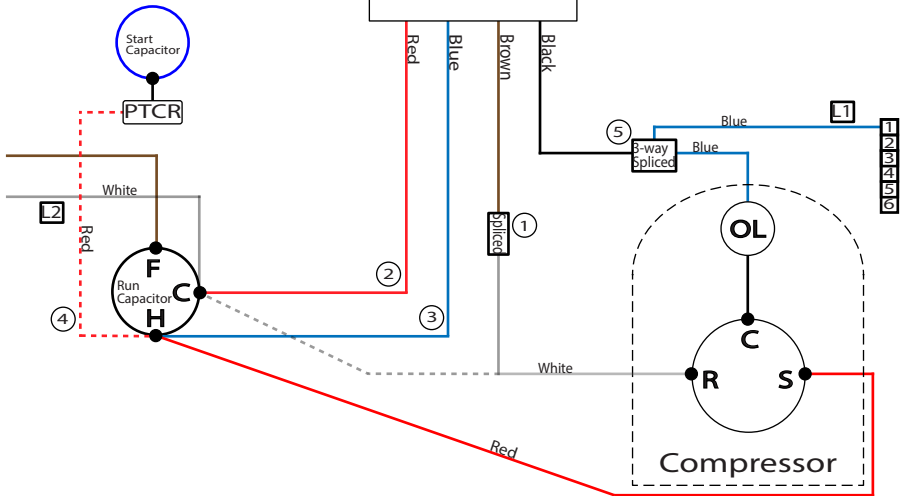 Start
Capacitor
PTCR
Red
Blue
Brown
Black
5
3-way
Spliced
Blue
Blue
L1
1
2
3
4
5
6
White
L2
Red
Spliced
1
OL
F
Run
Capacitor
C
H
2
3
4
White
C
R
S
Red
Compressor